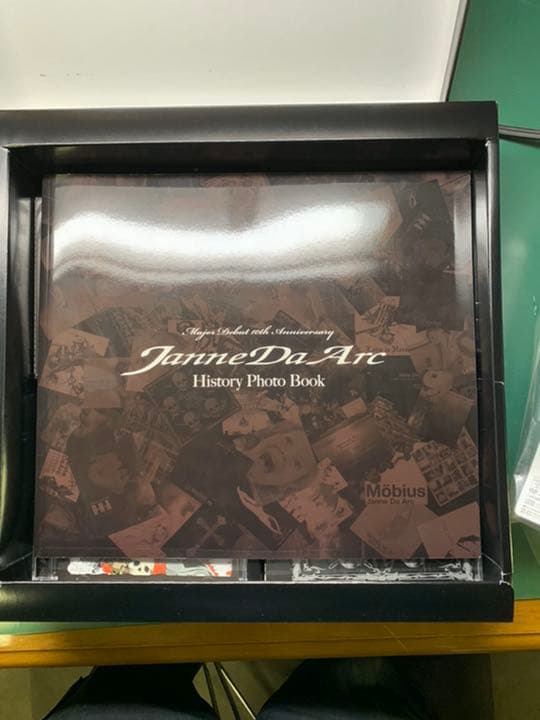 Major Debut 10th Anniversary
Janne Da Arc
History Photo Book
Möbius
Janne Da Arc